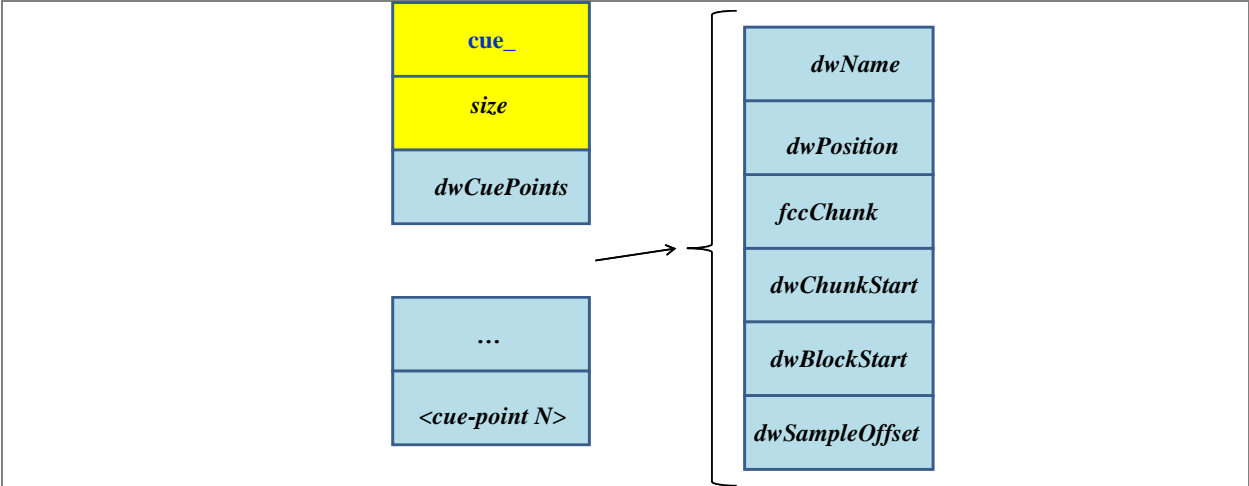 cue_
size
dwCuePoints
…
<cue-point N>
dwName
dwPosition
fccChunk
dwChunkStart
dwBlockStart
dwSampleOffset